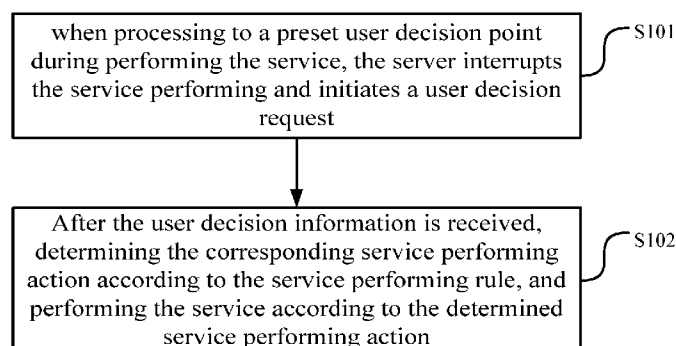 when processing to a preset user decision point
during performing the service, the server interrupts
the service performing and initiates a user decision
request
S101
After the user decision information is received,
determining the corresponding service performing
action according to the service performing rule, and
performing the service according to the determined
service performing action
S102